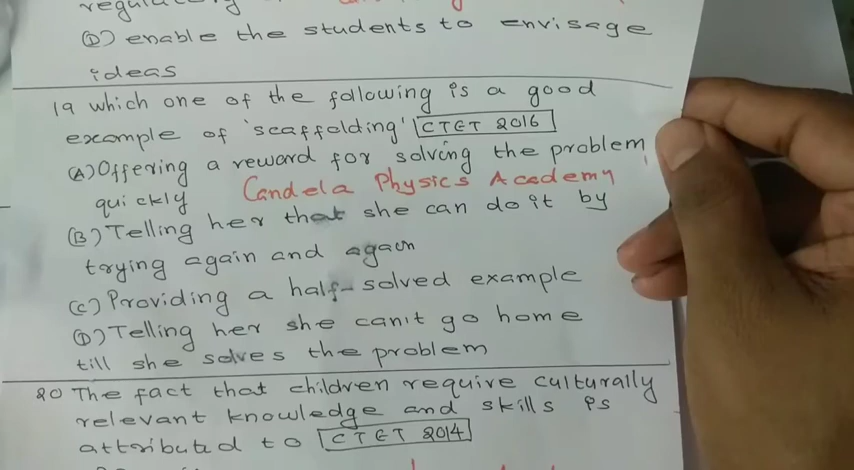 (D) enable the students to envisage
ideas
19 which one of the following is a good
example of 'scaffolding' CTET 2016
(A) Offering a reward for solving the problem
quickly Candela Physics Academy
(B) Telling her that she can do it by
trying again and again
(C) Providing a half-solved example
(D) Telling her she can't go home
till she solves the problem
20 The fact that children require culturally
relevant knowledge and skills is
attributed to CTET 2014